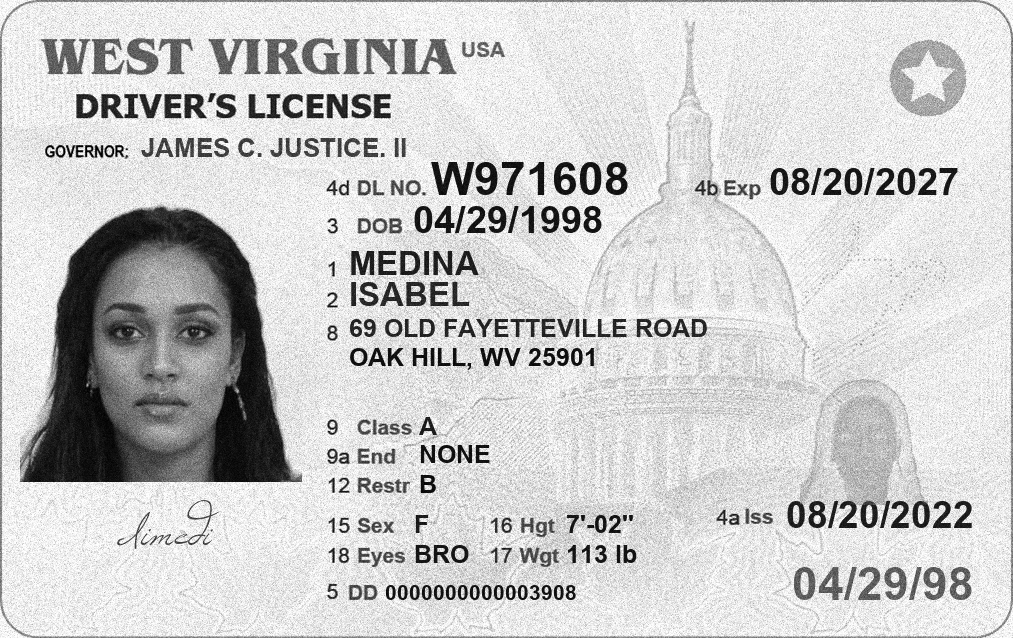 WEST VIRGINIA USA
DRIVER'S LICENSE
GOVERNOR; JAMES C. JUSTICE. II
4d DL NO. W971608 4b Exp 08/20/2027
3 DOB 04/29/1998
1 MEDINA
2 ISABEL
8 69 OLD FAYETTEVILLE ROAD
OAK HILL, WV 25901
9 Class A
9a End NONE
12 Restr B
15 Sex F 16 Hgt 7'-02" 4a Iss 08/20/2022
18 Eyes BRO 17 Wgt 113 lb
5 DD 0000000000003908
04/29/98